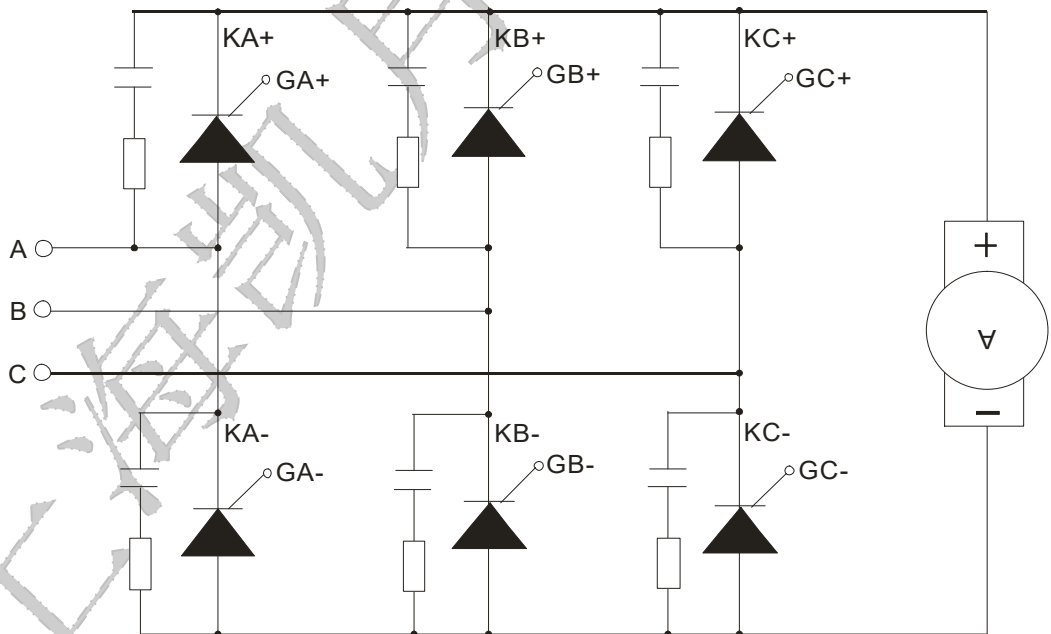 KA+
KB+
KC+
GA+
GB+
GC+
A
+
B
A
C
−
KA-
KB-
KC-
GA-
GB-
GC-